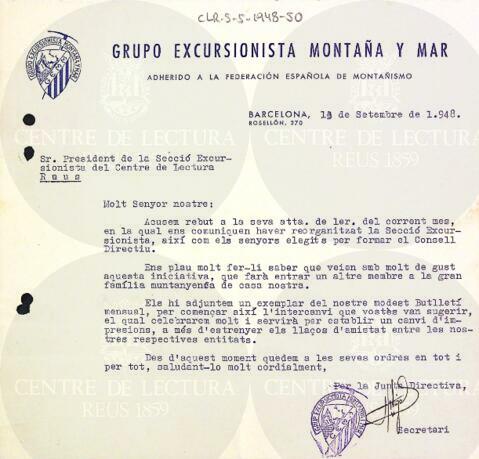 CLR-S-5-1948-50
GRUPO EXCURSIONISTA MONTAÑA Y MAR
ADHERIDO A LA FEDERACIÓN ESPAÑOLA DE MONTAÑISMO
BARCELONA, de Setembre de 1.948.
ROSELLÓN, 270
CENTRE DE LECTURA
REUS 1859
CENTRE DE LECTURA
REUS 1859
Sr. President de la Secció Excur-
sionista del Centre de Lectura
Reus
Molt Senyor nostre:
Acusem rebut a la seva atta. de 1er. del corrent mes,
en la qual ens comuniquen haver reorganitzat la Secció Excur-
sionista, així com els senyors elegits per formar el Consell
Directiu.
Ens plau molt fer-li saber que veiem amb molt de gust
aquesta iniciativa, que farà entrar un altre membre a la gran
família muntanyenca de casa nostra.
Els hi adjuntem un exemplar del nostre modest Butlletí
mensual, per començar així l'intercanvi que vostès van sugerir,
el qual celebrarem molt i servirà per establir un canvi d'im-
presions, a més d'estrenyer els llaços d'amistat entre les nos-
tres respectives entitats.
Des d'aquest moment quedem a les seves ordres en tot i
per tot, saludant-lo molt cordialment,
CENTRE DE LECTURA
REUS 1859
CENTRE DE LECTURA
REUS 1859
Per la Junta Directiva,
Secretari